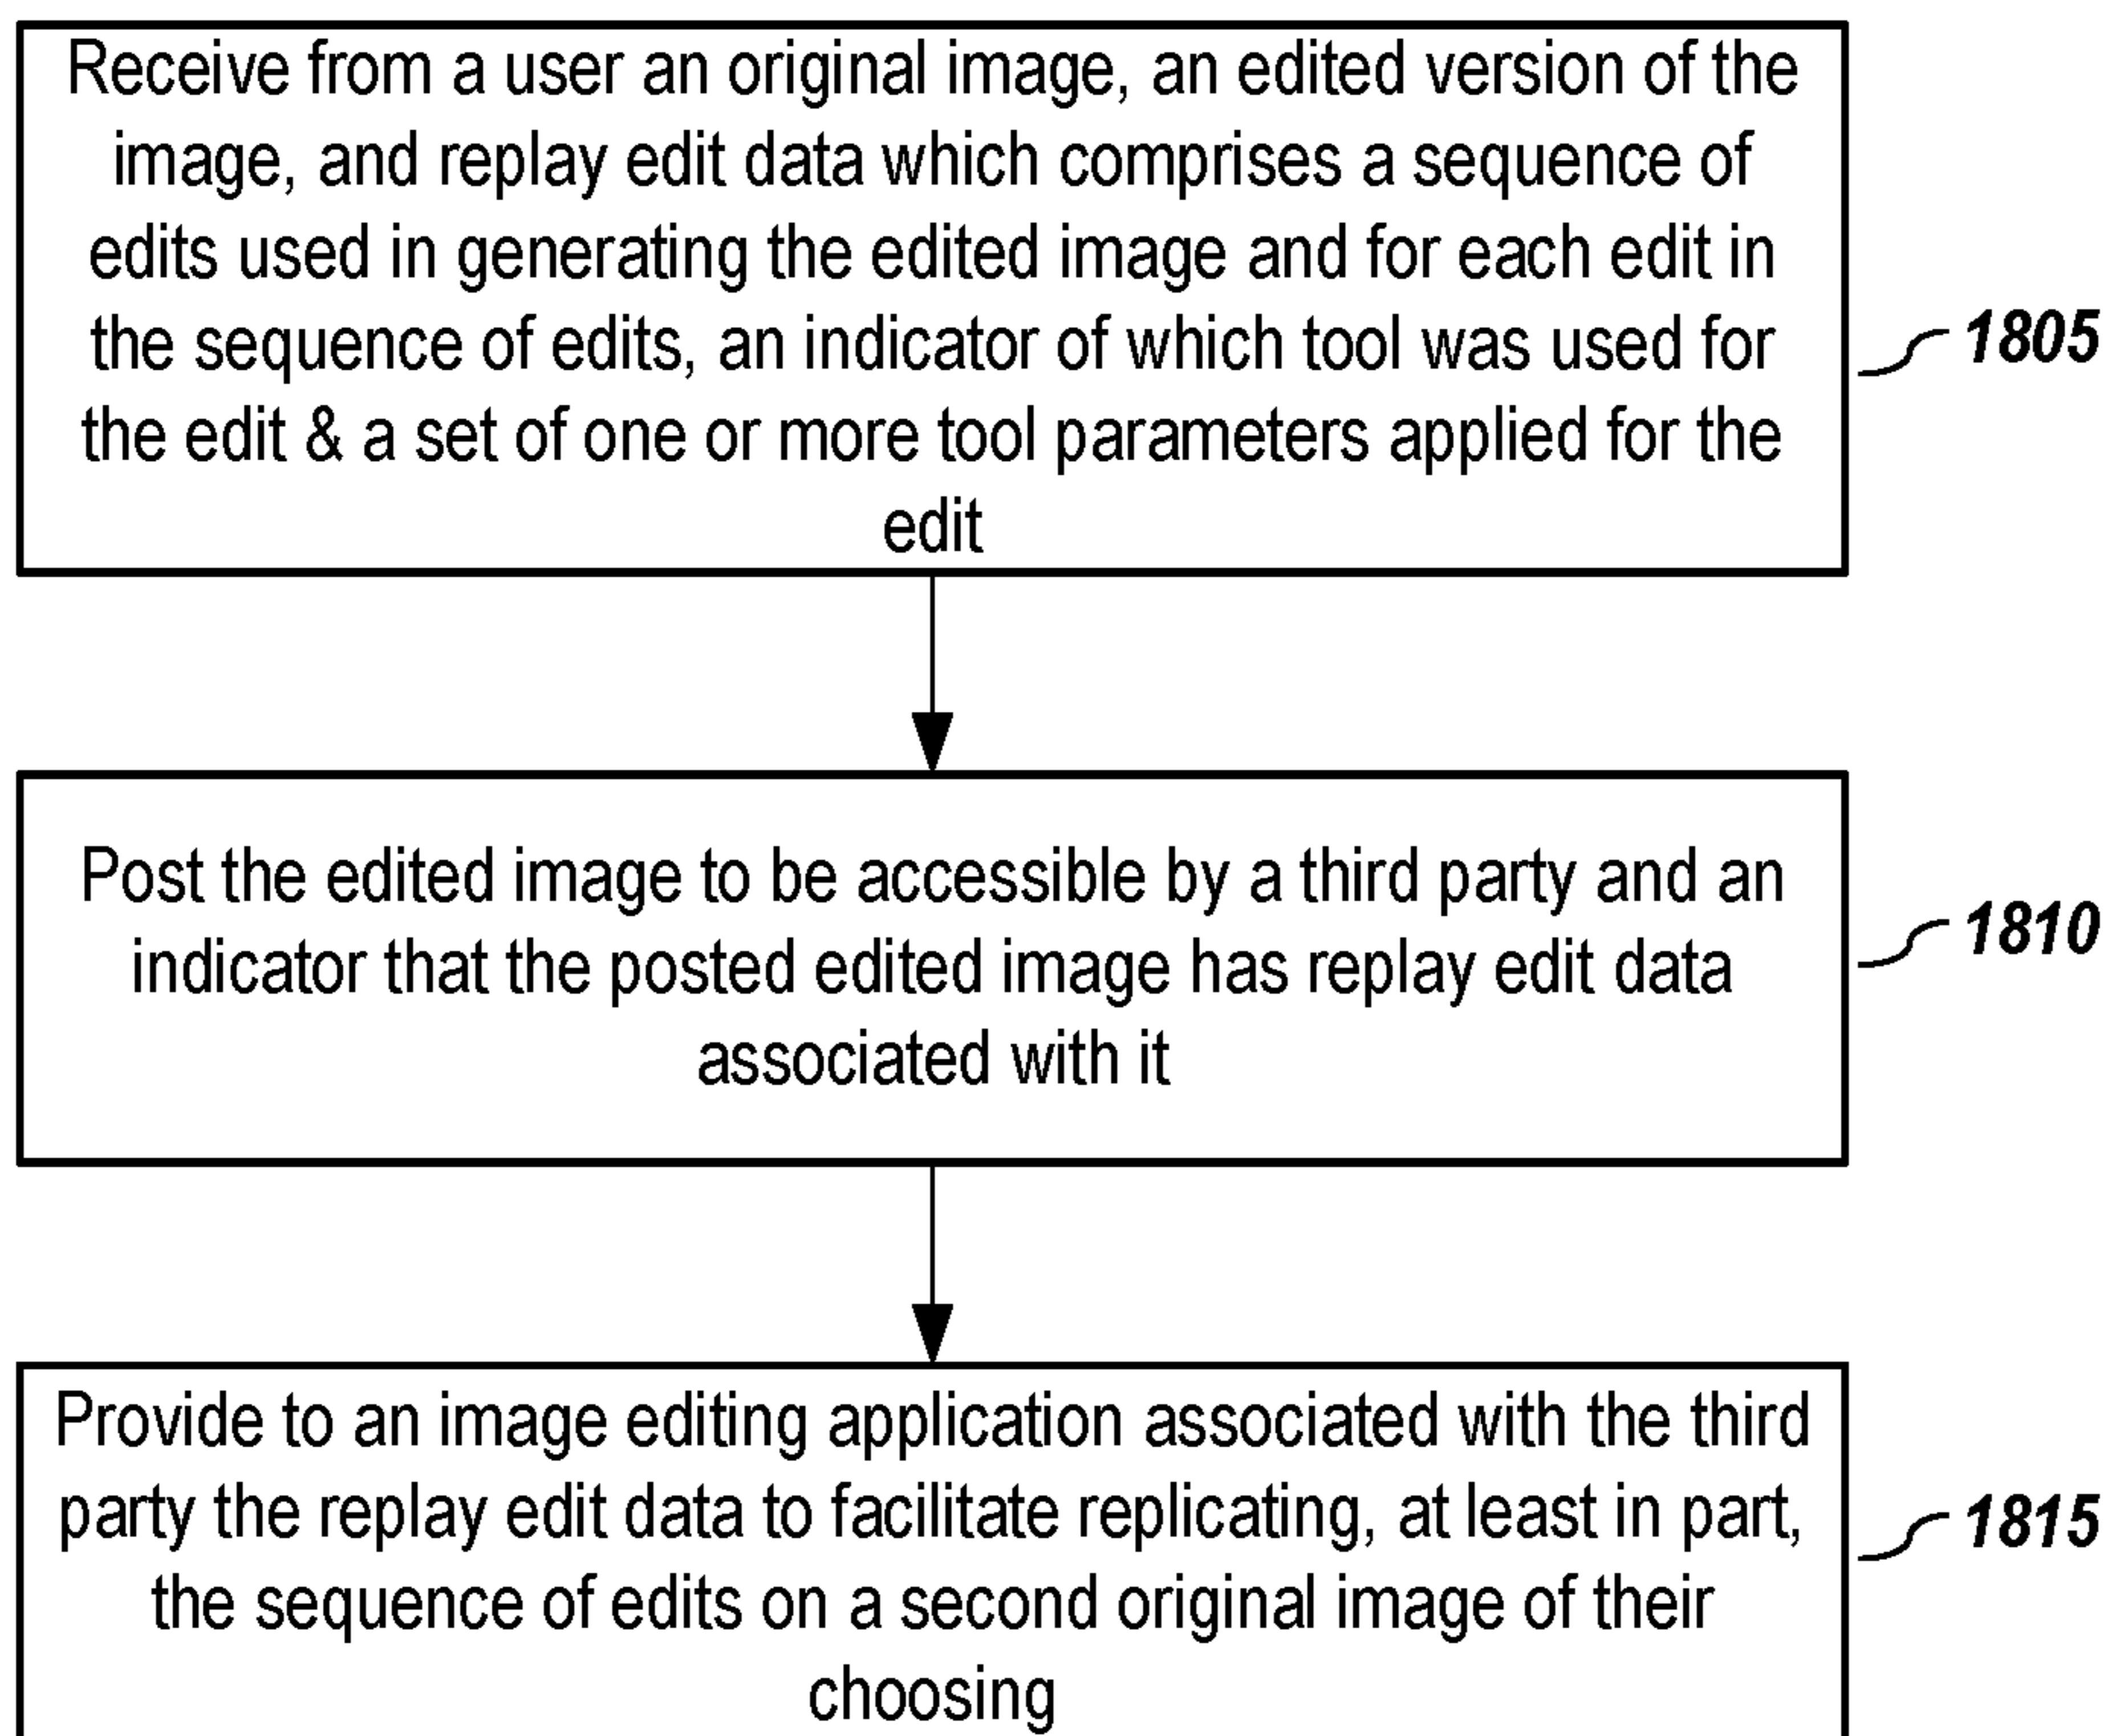 Receive from a user an original image, an edited version of the
image, and replay edit data which comprises a sequence of
edits used in generating the edited image and for each edit in
the sequence of edits, an indicator of which tool was used for
the edit & a set of one or more tool parameters applied for the
edit
1805
Post the edited image to be accessible by a third party and an
indicator that the posted edited image has replay edit data
associated with it
1810
Provide to an image editing application associated with the third
party the replay edit data to facilitate replicating, at least in part,
the sequence of edits on a second original image of their
choosing
1815